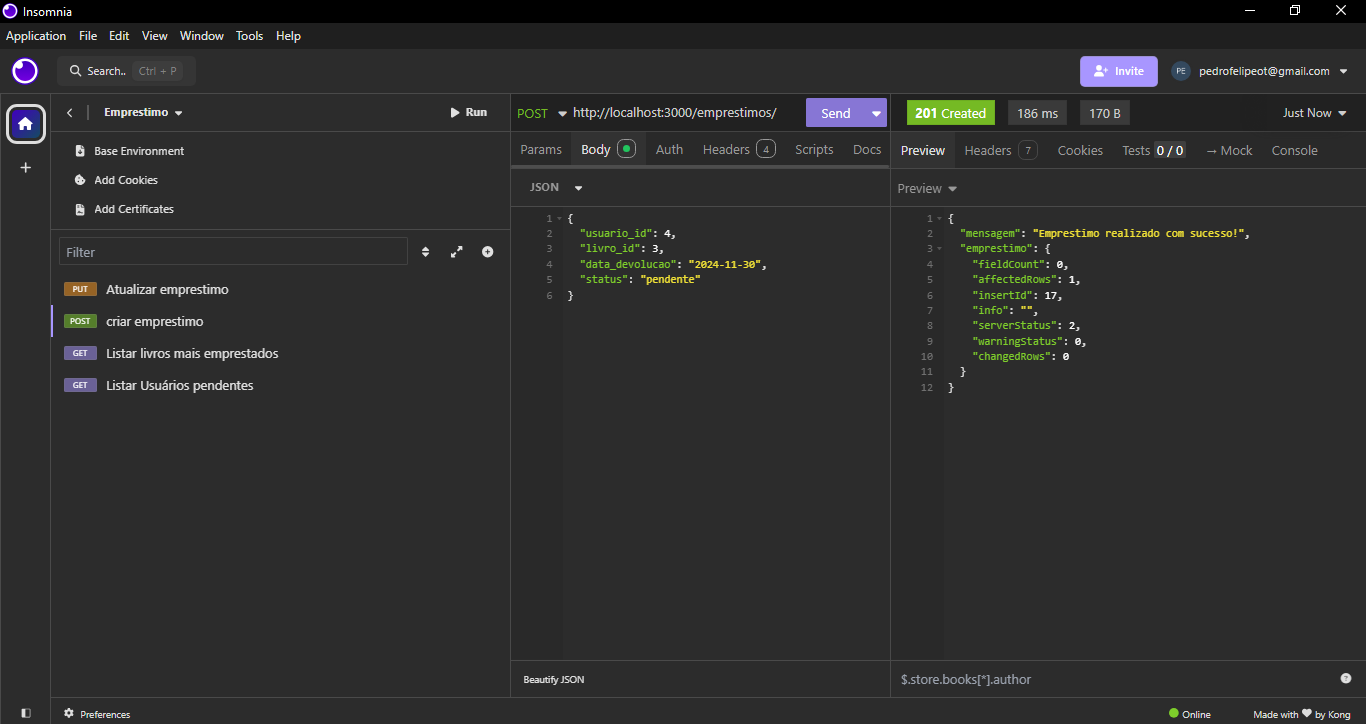 Insomnia
Application File Edit View Window Tools Help
Search.. Ctrl + P
Invite
PE pedrofelipeot@gmail.com
Emprestimo
Run
POST http://localhost:3000/emprestimos/ Send
201 Created 186 ms 170 B Just Now
Base Environment
Add Cookies
Add Certificates
Params Body Auth Headers 4 Scripts Docs
Preview Headers 7 Cookies Tests 0 / 0 → Mock Console
JSON
Preview
Filter
PUT Atualizar emprestimo
POST criar emprestimo
GET Listar livros mais emprestados
GET Listar Usuários pendentes
1 {
2 "usuario_id": 4,
3 "livro_id": 3,
4 "data_devolucao": "2024-11-30",
5 "status": "pendente"
6 }
1 {
2 "mensagem": "Emprestimo realizado com sucesso!",
3 "emprestimo": {
4 "fieldCount": 0,
5 "affectedRows": 1,
6 "insertId": 17,
7 "info": "",
8 "serverStatus": 2,
9 "warningStatus": 0,
10 "changedRows": 0
11 }
12 }
Beautify JSON
$.store.books[*].author
Preferences
Online
Made with ♥ by Kong